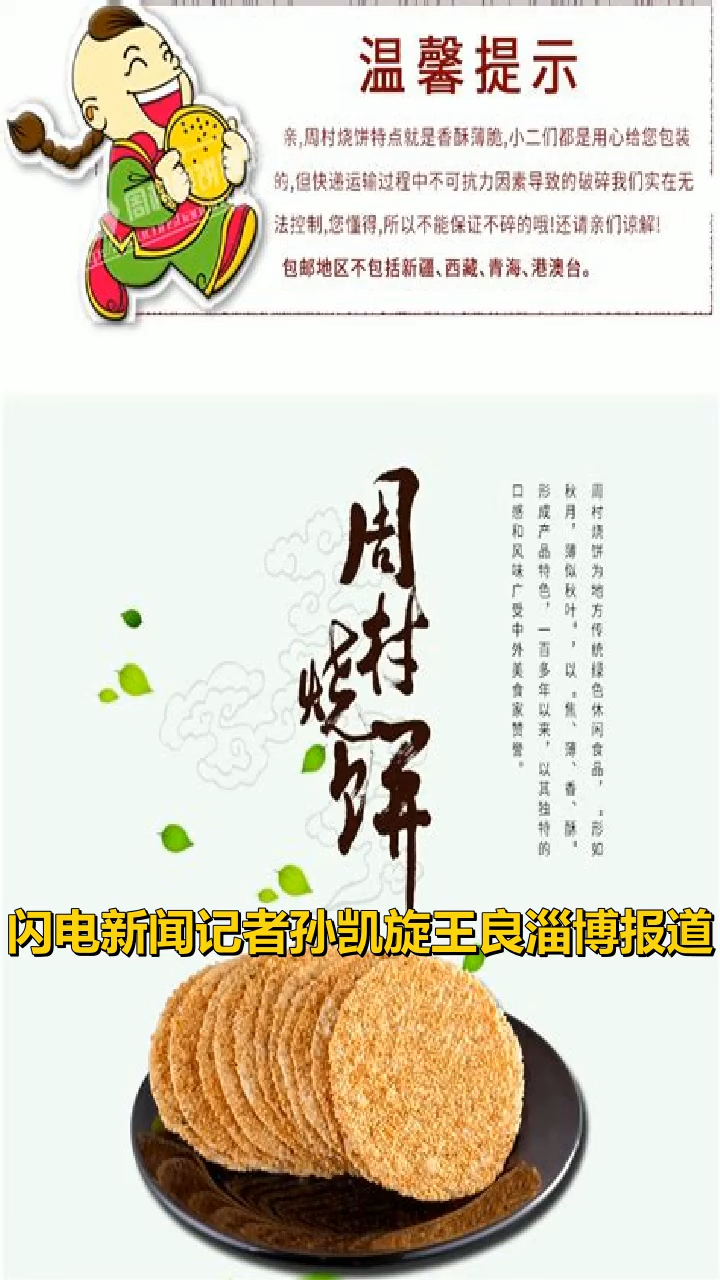 温馨提示
亲,周村烧饼特点就是香酥薄脆,小二们都是用心给您包装
的,但快递运输过程中不可抗力因素导致的破碎我们实在无
法控制,您懂得,所以不能保证不碎的哦!还请亲们谅解!
包邮地区不包括新疆、西藏、青海、港澳台。
周村烧饼
周村烧饼为地方传统绿色休闲食品，“形如
秋月，薄似秋叶。，以“焦、薄、香、酥。
形成产品特色，一百多年以来，以其独特的
口感和风味广受中外美食家赞誉。
闪电新闻记者孙凯旋王良淄博报道